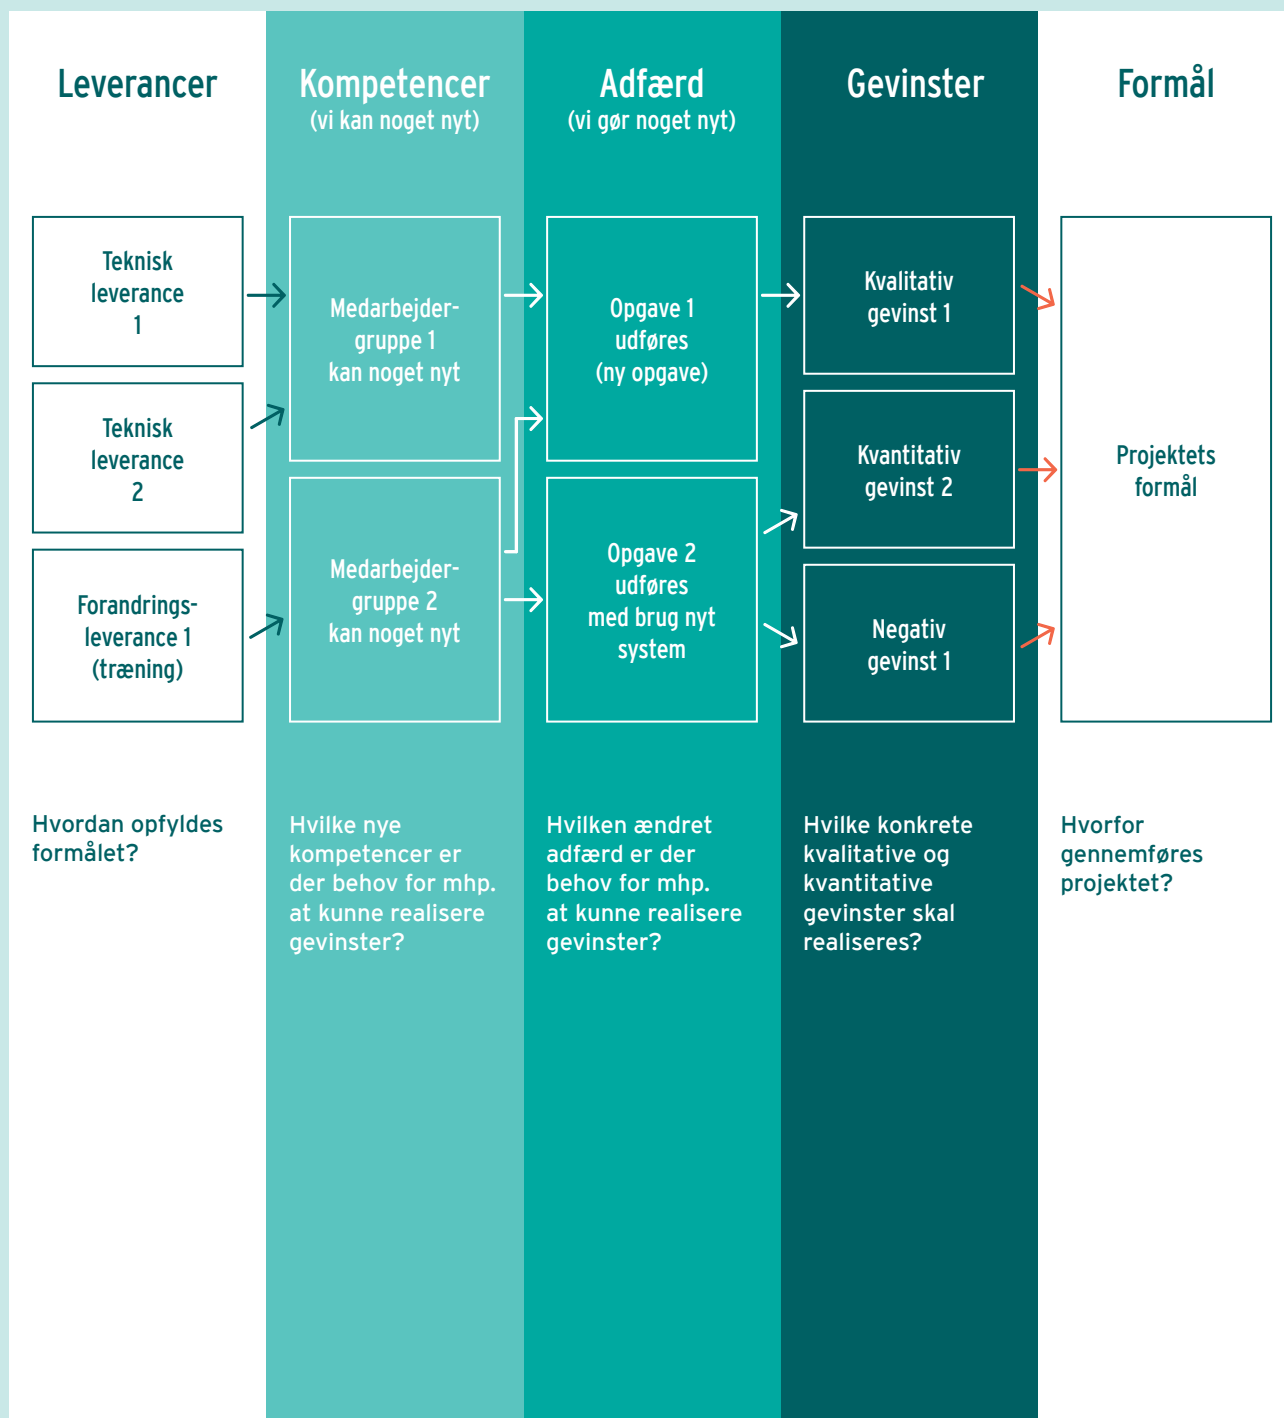 Leverancer
Kompetencer
(vi kan noget nyt)
Adfærd
(vi gør noget nyt)
Gevinster
Formål
Teknisk
leverance
1
Teknisk
leverance
2
Forandrings-
leverance 1
(træning)
Medarbejder-
gruppe 1
kan noget nyt
Medarbejder-
gruppe 2
kan noget nyt
Opgave 1
udføres
(ny opgave)
Opgave 2
udføres
med brug nyt
system
Kvalitativ
gevinst 1
Kvantitativ
gevinst 2
Negativ
gevinst 1
Projektets
formål
Hvordan opfyldes
formålet?
Hvilke nye
kompetencer er
der behov for mhp.
at kunne realisere
gevinster?
Hvilken ændret
adfærd er der
behov for mhp.
at kunne realisere
gevinster?
Hvilke konkrete
kvalitative og
kvantitative
gevinster skal
realiseres?
Hvorfor
gennemføres
projektet?